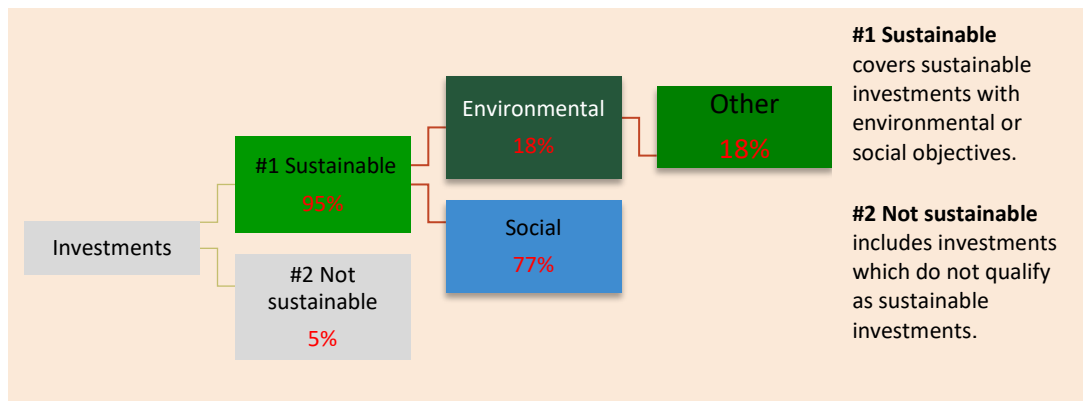 Investments
#1 Sustainable
95%
#2 Not
sustainable
5%
Environmental
18%
Social
77%
Other
18%
#1 Sustainable
covers sustainable
investments with
environmental or
social objectives.
#2 Not sustainable
includes investments
which do not qualify
as sustainable
investments.